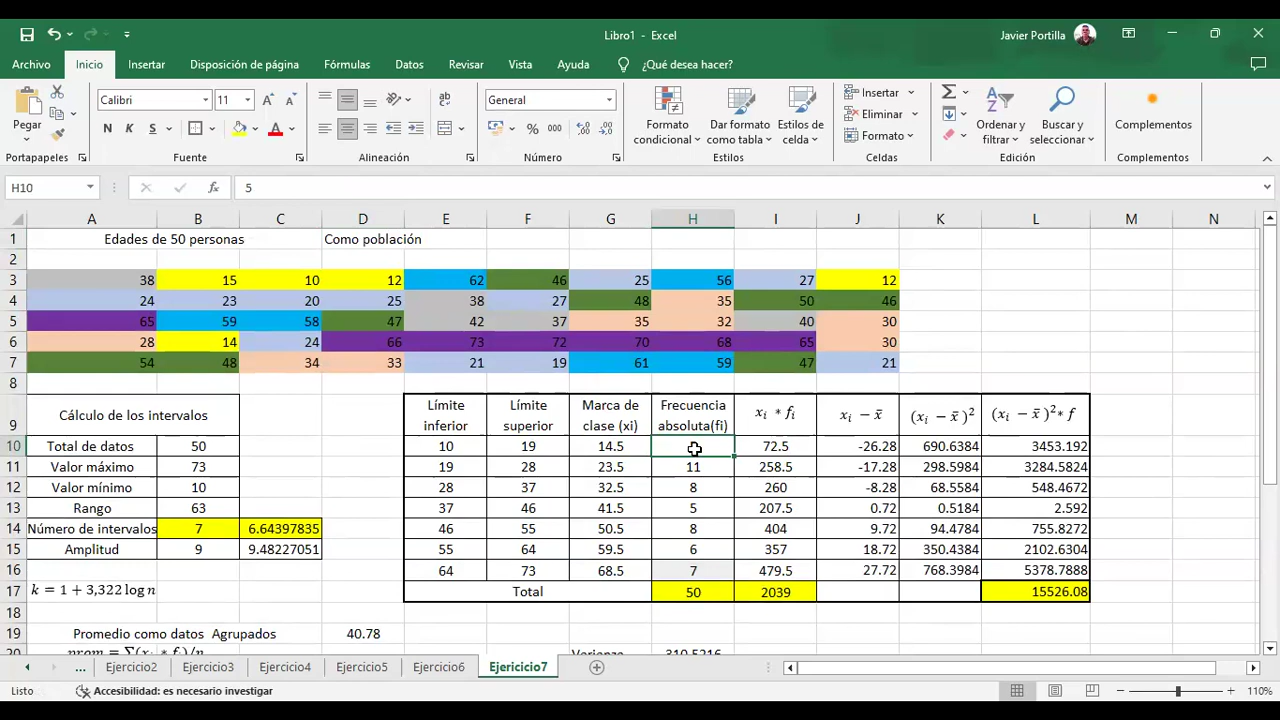 Libro1 - Excel
Javier Portilla
Archivo Inicio Insertar Disposición de página Fórmulas Datos Revisar Vista Ayuda ¿Qué desea hacer?
Pegar
Calibri 11
N K S
General
Formato condicional
Dar formato como tabla
Estilos de celda
Insertar
Eliminar
Formato
Ordenar y filtrar
Buscar y seleccionar
Complementos
Portapapeles Fuente Alineación Número Estilos Celdas Edición Complementos
H10 fx 5
A B C D E F G H I J K L M N
1 Edades de 50 personas Como población
2
3 38 15 10 12 62 46 25 56 27 12
4 24 23 20 25 38 27 48 35 50 46
5 65 59 58 47 42 37 35 32 40 30
6 28 14 24 66 73 72 70 68 65 30
7 54 48 34 33 21 19 61 59 47 21
8
9 Cálculo de los intervalos Límite inferior Límite superior Marca de clase (xi) Frecuencia absoluta(fi) xᵢ * fᵢ xᵢ − x̄ (xᵢ − x̄)² (xᵢ − x̄)²* f
10 Total de datos 50 10 19 14.5 72.5 -26.28 690.6384 3453.192
11 Valor máximo 73 19 28 23.5 11 258.5 -17.28 298.5984 3284.5824
12 Valor mínimo 10 28 37 32.5 8 260 -8.28 68.5584 548.4672
13 Rango 63 37 46 41.5 5 207.5 0.72 0.5184 2.592
14 Número de intervalos 7 6.64397835 46 55 50.5 8 404 9.72 94.4784 755.8272
15 Amplitud 9 9.48227051 55 64 59.5 6 357 18.72 350.4384 2102.6304
16 64 73 68.5 7 479.5 27.72 768.3984 5378.7888
17 k = 1 + 3,322 log n Total 50 2039 15526.08
18
19 Promedio como datos Agrupados 40.78
20 prom = ∑(xᵢ * f)/n Varianza 310.5216
... Ejercicio2 Ejercicio3 Ejercicio4 Ejercicio5 Ejercicio6 Ejericicio7
Listo Accesibilidad: es necesario investigar 110%